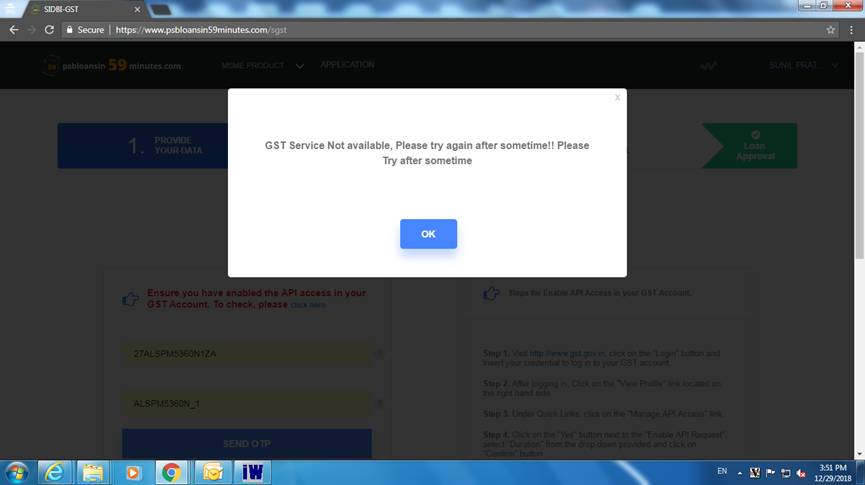 SIDBI-GST
Secure | https://www.psbloansin59minutes.com/sgst
psbloansin 59 minutes.com
MSME PRODUCT
APPLICATION
SUNIL PRAT...
x
GST Service Not available, Please try again after sometime!! Please
Try after sometime
OK
1. PROVIDE
YOUR DATA
Loan
Approval
Ensure you have enabled the API access in your
GST Account. To check, please click here
27ALSPM5360N1ZA
ALSPM5360N_1
SEND OTP
Steps for Enable API Access in your GST Account.
Step 1. Visit http://www.gst.gov.in, click on the "Login" button and
Insert your credential to log in to your GST account.
Step 2. After logging in, Click on the "View Profile" link located on
the right hand side.
Step 3. Under Quick Links, click on the "Manage API Access" link.
Step 4. Click on the "Yes" button next to the "Enable API Request",
select "Duration" from the drop down provided and click on
"Confirm" button
EN
3:51 PM
12/29/2018